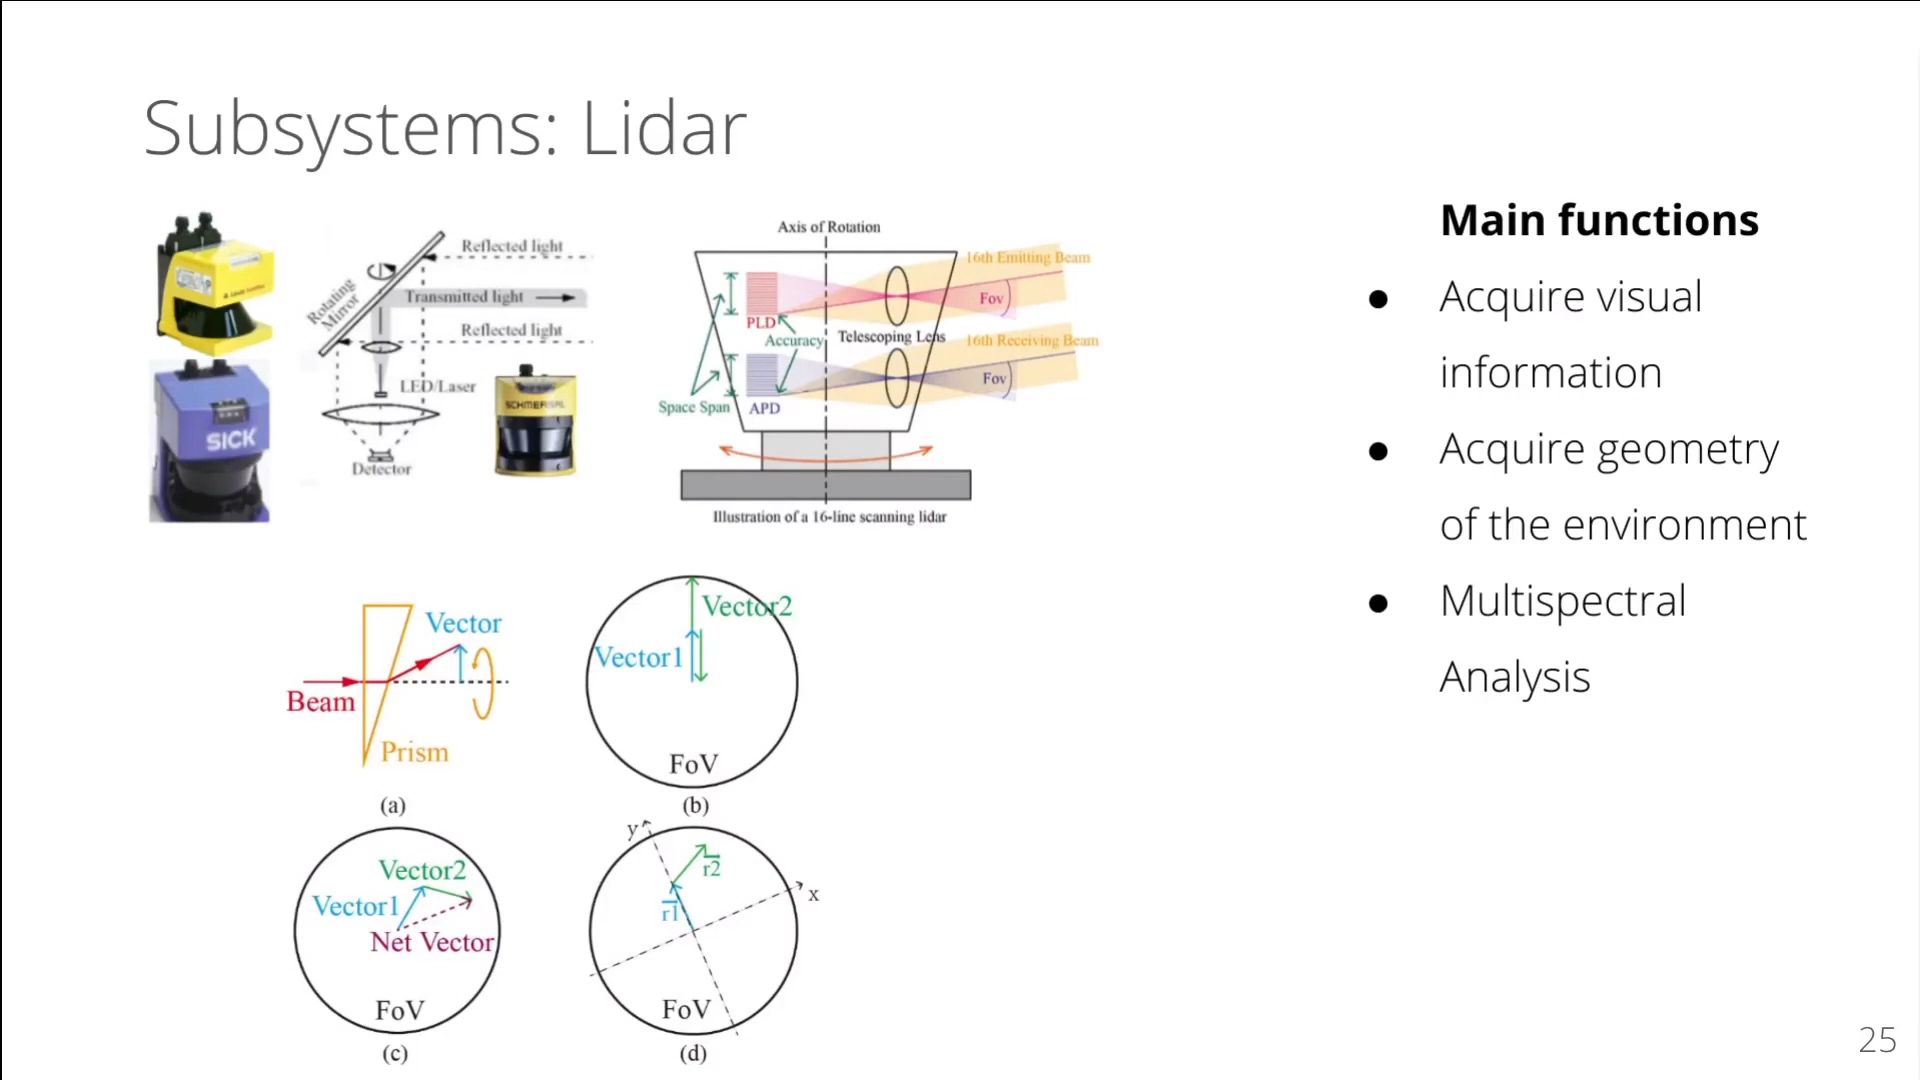 Subsystems: Lidar
Reflected light
Rotating
Mirror
Transmitted light
Reflected light
LED/Laser
Detector
SICK
SCHMERSAL
Axis of Rotation
16th Emitting Beam
Fov
PLD
Accuracy
Telescoping Lens
16th Receiving Beam
Fov
Space Span
APD
Illustration of a 16-line scanning lidar
Vector
Beam
Prism
(a)
Vector2
Vector1
FoV
(b)
Vector2
Vector1
Net Vector
FoV
(c)
y
r2
x
r1
FoV
(d)
Main functions
● Acquire visual
information
● Acquire geometry
of the environment
● Multispectral
Analysis
25